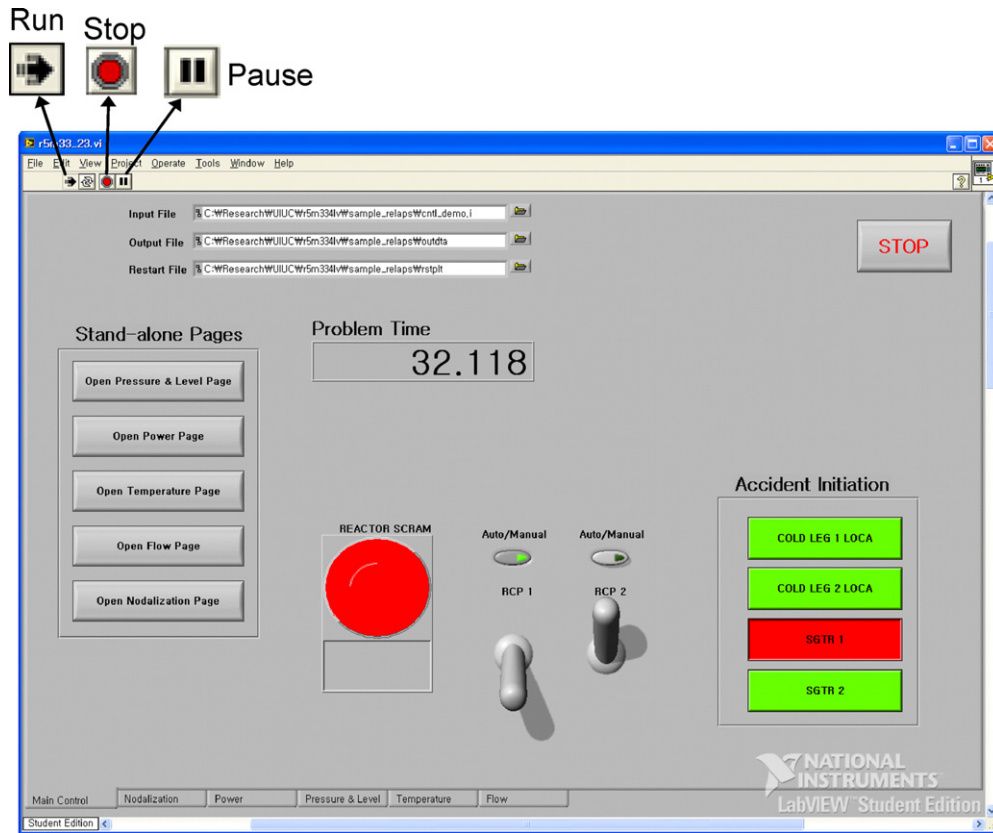 Run
Stop
Pause
r5m33_23.vi
File Edit View Project Operate Tools Window Help
Input File C:₩Research₩UIUC₩r5m334lv₩sample_relaps₩cntl_demo.i
Output File C:₩Research₩UIUC₩r5m334lv₩sample_relaps₩outdta
Restart File C:₩Research₩UIUC₩r5m334lv₩sample_relaps₩rstplt
STOP
Stand-alone Pages
Open Pressure & Level Page
Open Power Page
Open Temperature Page
Open Flow Page
Open Nodalization Page
Problem Time
32.118
REACTOR SCRAM
Auto/Manual
Auto/Manual
RCP 1
RCP 2
Accident Initiation
COLD LEG 1 LOCA
COLD LEG 2 LOCA
SGTR 1
SGTR 2
NATIONAL
INSTRUMENTS
LabVIEW™ Student Edition
Main Control Nodalization Power Pressure & Level Temperature Flow
Student Edition